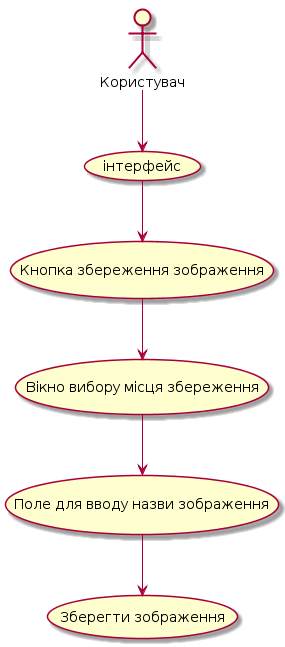 Користувач
інтерфейс
Кнопка збереження зображення
Вікно вибору місця збереження
Поле для вводу назви зображення
Зберегти зображення